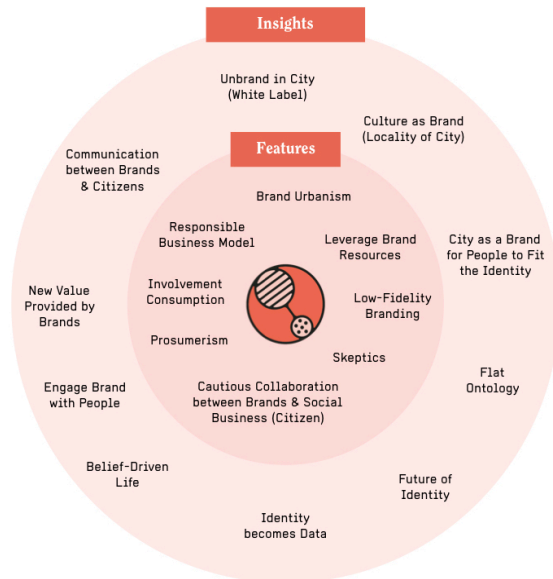 Insights
Unbrand in City
(White Label)
Culture as Brand
(Locality of City)
Communication
between Brands
& Citizens
Features
Brand Urbanism
Responsible
Business Model
Leverage Brand
Resources
City as a Brand
for People to Fit
the Identity
New Value
Provided by
Brands
Involvement
Consumption
Low-Fidelity
Branding
Prosumerism
Skeptics
Engage Brand
with People
Cautious Collaboration
between Brands & Social
Business (Citizen)
Flat
Ontology
Belief-Driven
Life
Future of
Identity
Identity
becomes Data